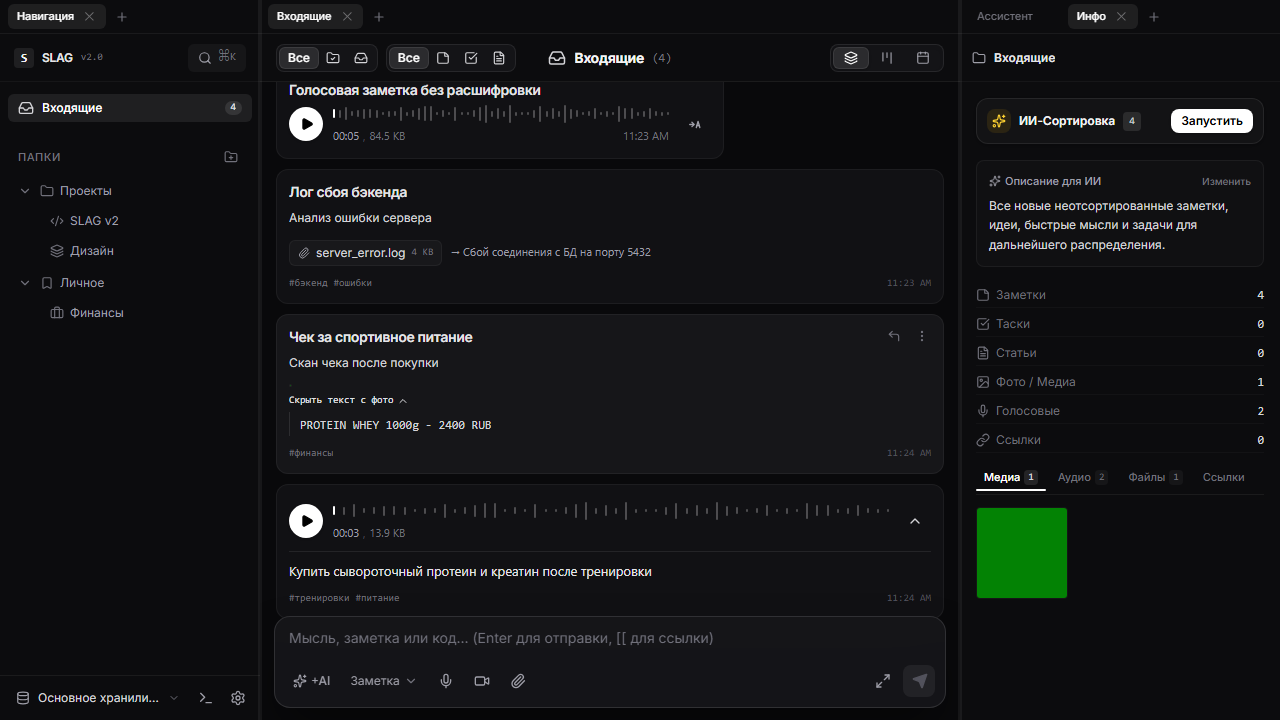 Навигация
Входящие
Ассистент
Инфо
S SLAG v2.0
⌘K
Входящие 4
ПАПКИ
Проекты
SLAG v2
Дизайн
Личное
Финансы
Основное хранили...
Все
Все
Входящие (4)
Голосовая заметка без расшифровки
00:05 , 84.5 KB
11:23 AM
→A
Лог сбоя бэкенда
Анализ ошибки сервера
server_error.log 4 KB → Сбой соединения с БД на порту 5432
#бэкенд #ошибки
11:23 AM
Чек за спортивное питание
Скан чека после покупки
Скрыть текст с фото
PROTEIN WHEY 1000g - 2400 RUB
#финансы
11:24 AM
00:03 , 13.9 KB
Купить сывороточный протеин и креатин после тренировки
#тренировки #питание
11:24 AM
Мысль, заметка или код... (Enter для отправки, [[ для ссылки)
+AI
Заметка
Входящие
ИИ-Сортировка 4
Запустить
Описание для ИИ
Изменить
Все новые неотсортированные заметки,
идеи, быстрые мысли и задачи для
дальнейшего распределения.
Заметки 4
Таски 0
Статьи 0
Фото / Медиа 1
Голосовые 2
Ссылки 0
Медиа 1
Аудио 2
Файлы 1
Ссылки